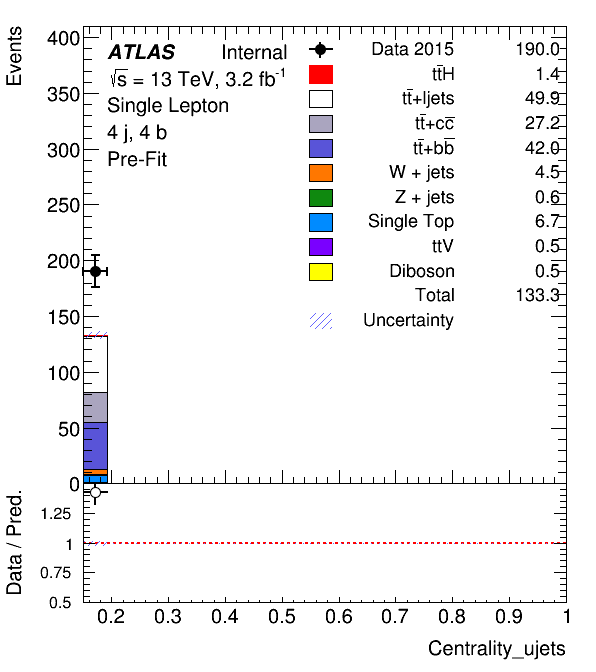 Events
400
350
300
250
200
150
100
50
0
ATLAS Internal
√s = 13 TeV, 3.2 fb⁻¹
Single Lepton
4 j, 4 b
Pre-Fit
Data 2015 190.0
tt̄H 1.4
tt̄+ljets 49.9
tt̄+cc̄ 27.2
tt̄+bb̄ 42.0
W + jets 4.5
Z + jets 0.6
Single Top 6.7
ttV 0.5
Diboson 0.5
Total 133.3
Uncertainty
Data / Pred.
1.25
1
0.75
0.5
0.2 0.3 0.4 0.5 0.6 0.7 0.8 0.9 1
Centrality_ujets